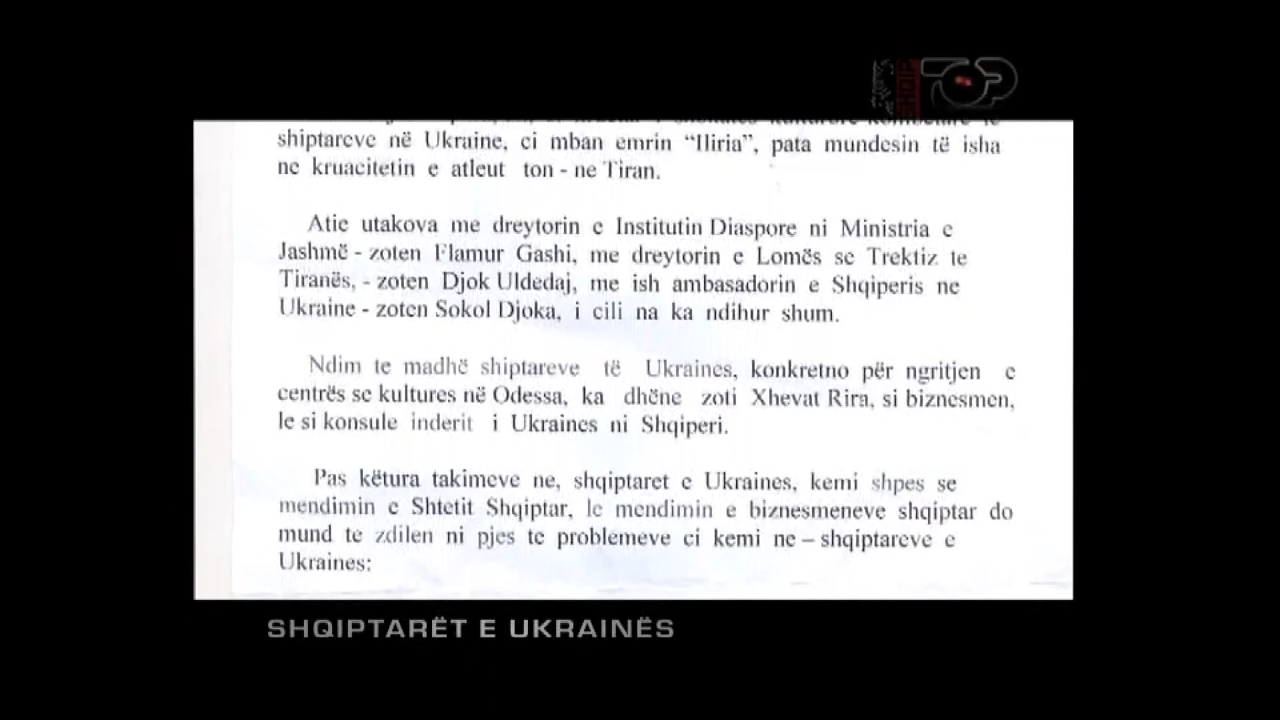 TOP
shiptareve në Ukraine, ci mban emrin “Iliria”, pata mundesin të isha
ne kruacitetin e atleut ton - ne Tiran.
Atie utakova me dreytorin e Institutin Diaspore ni Ministria e
Jashmë - zoten Flamur Gashi, me dreytorin e Lomës se Trektiz te
Tiranës, - zoten Djok Uldedaj, me ish ambasadorin e Shqiperis ne
Ukraine - zoten Sokol Djoka, i cili na ka ndihur shum.
Ndim te madhë shiptareve të Ukraines, konkretno për ngritjen e
centrës se kultures në Odessa, ka dhëne zoti Xhevat Rira, si biznesmen,
le si konsule inderit i Ukraines ni Shqiperi.
Pas këtura takimeve ne, shqiptaret e Ukraines, kemi shpes se
mendimin e Shtetit Shqiptar, le mendimin e biznesmeneve shqiptar do
mund te zdilen ni pjes te problemeve ci kemi ne – shqiptareve e
Ukraines:
SHQIPTARËT E UKRAINËS